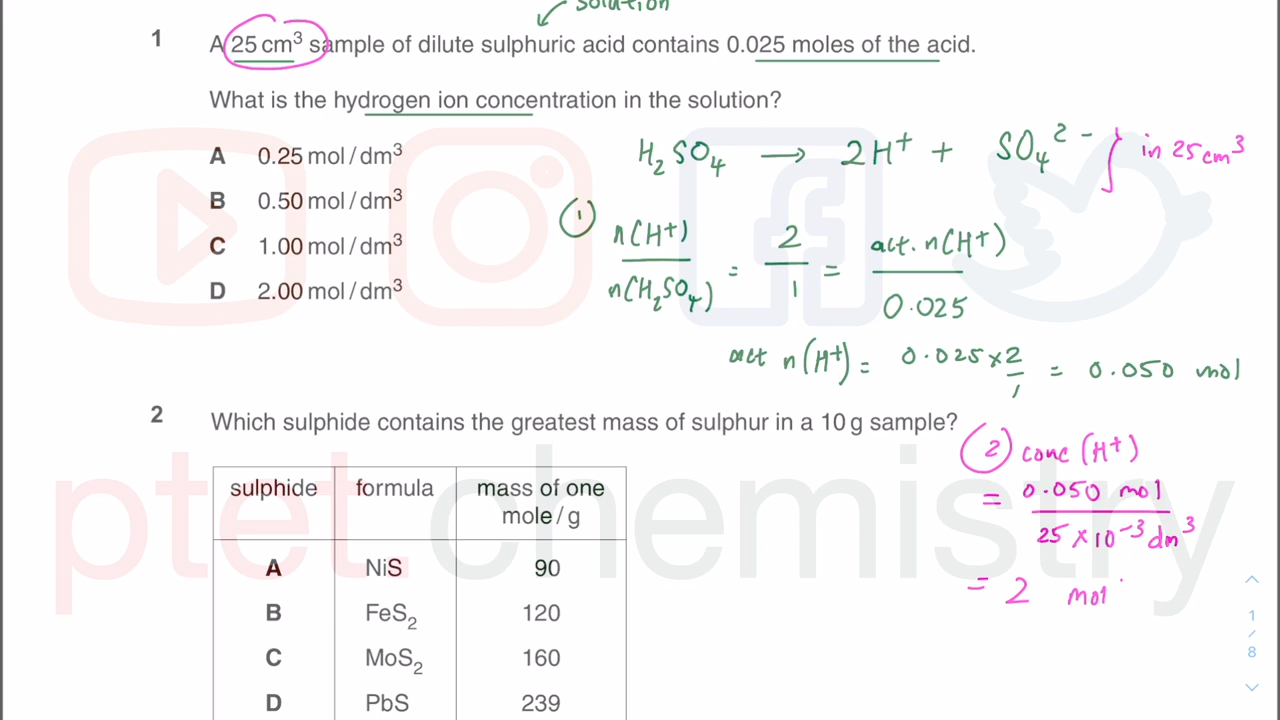 solution
1 A 25 cm³ sample of dilute sulphuric acid contains 0.025 moles of the acid.
What is the hydrogen ion concentration in the solution?
A 0.25 mol / dm³
B 0.50 mol / dm³
C 1.00 mol / dm³
D 2.00 mol / dm³
H₂SO₄ → 2H⁺ + SO₄²⁻ } in 25 cm³
① n(H⁺) / n(H₂SO₄) = 2 / 1 = act. n(H⁺) / 0.025
act n(H⁺) = 0.025 × 2/1 = 0.050 mol
2 Which sulphide contains the greatest mass of sulphur in a 10 g sample?
② conc (H⁺)
= 0.050 mol / 25 × 10⁻³ dm³
= 2 mol
sulphide formula mass of one
mole / g
A NiS 90
B FeS₂ 120
C MoS₂ 160
D PbS 239
ptet.chemistry
1
/
8